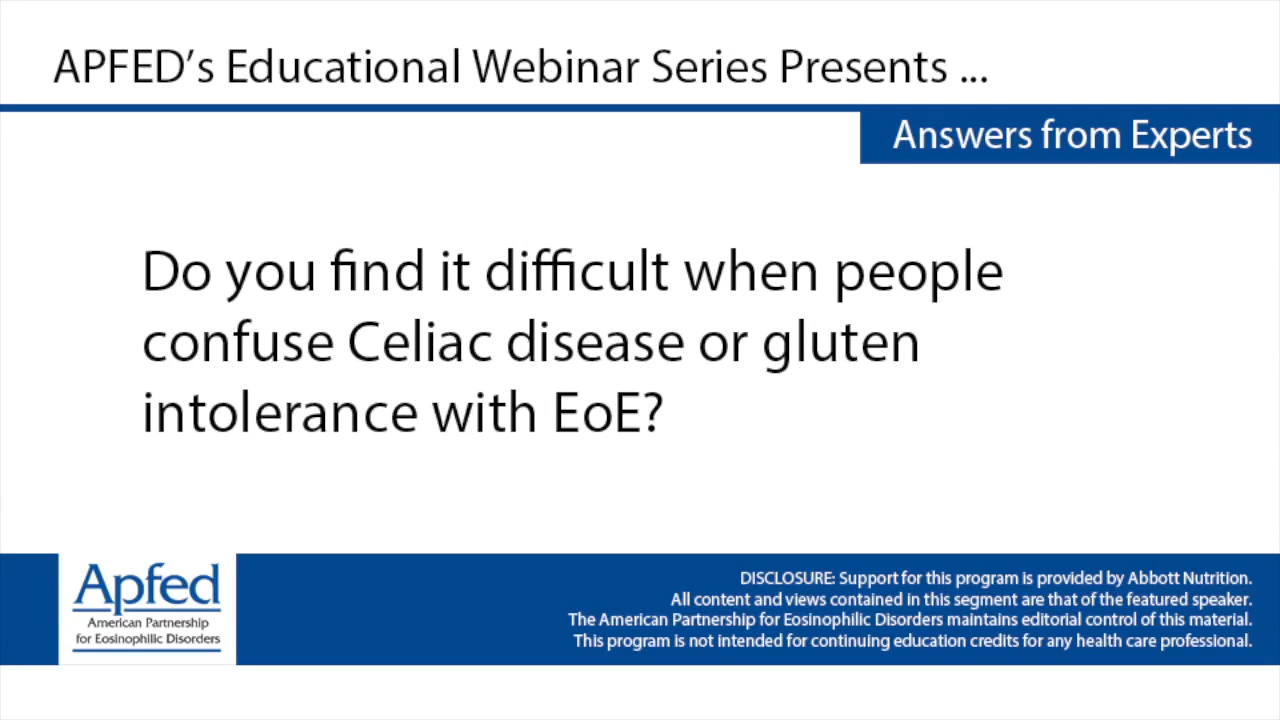 APFED’s Educational Webinar Series Presents ...
Answers from Experts
Do you find it difficult when people
confuse Celiac disease or gluten
intolerance with EoE?
Apfed
American Partnership
for Eosinophilic Disorders
DISCLOSURE: Support for this program is provided by Abbott Nutrition.
All content and views contained in this segment are that of the featured speaker.
The American Partnership for Eosinophilic Disorders maintains editorial control of this material.
This program is not intended for continuing education credits for any health care professional.